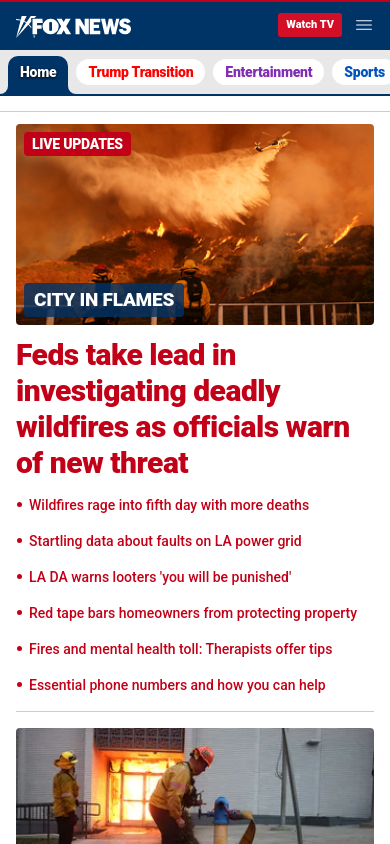 FOX NEWS
Watch TV
Home
Trump Transition
Entertainment
Sports
LIVE UPDATES
CITY IN FLAMES
Feds take lead in
investigating deadly
wildfires as officials warn
of new threat
• Wildfires rage into fifth day with more deaths
• Startling data about faults on LA power grid
• LA DA warns looters 'you will be punished'
• Red tape bars homeowners from protecting property
• Fires and mental health toll: Therapists offer tips
• Essential phone numbers and how you can help